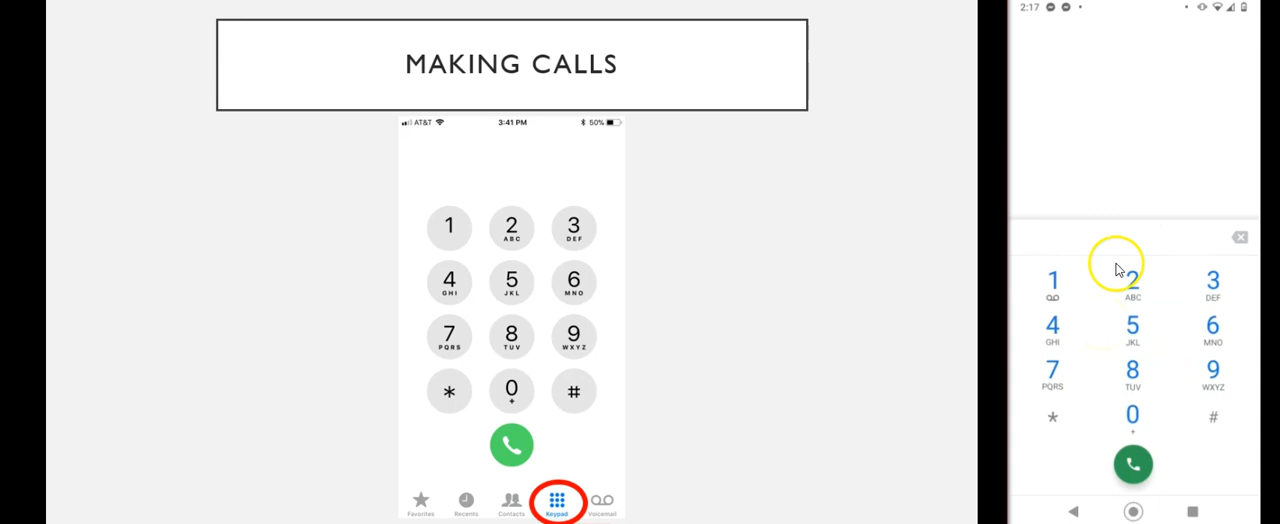 MAKING CALLS
AT&T 3:41 PM 50%
1 2 3
ABC DEF
4 5 6
GHI JKL MNO
7 8 9
PQRS TUV WXYZ
* 0 #
+
Favorites Recents Contacts Keypad Voicemail
2:17
1 2 3
ABC DEF
4 5 6
GHI JKL MNO
7 8 9
PQRS TUV WXYZ
* 0 #
+